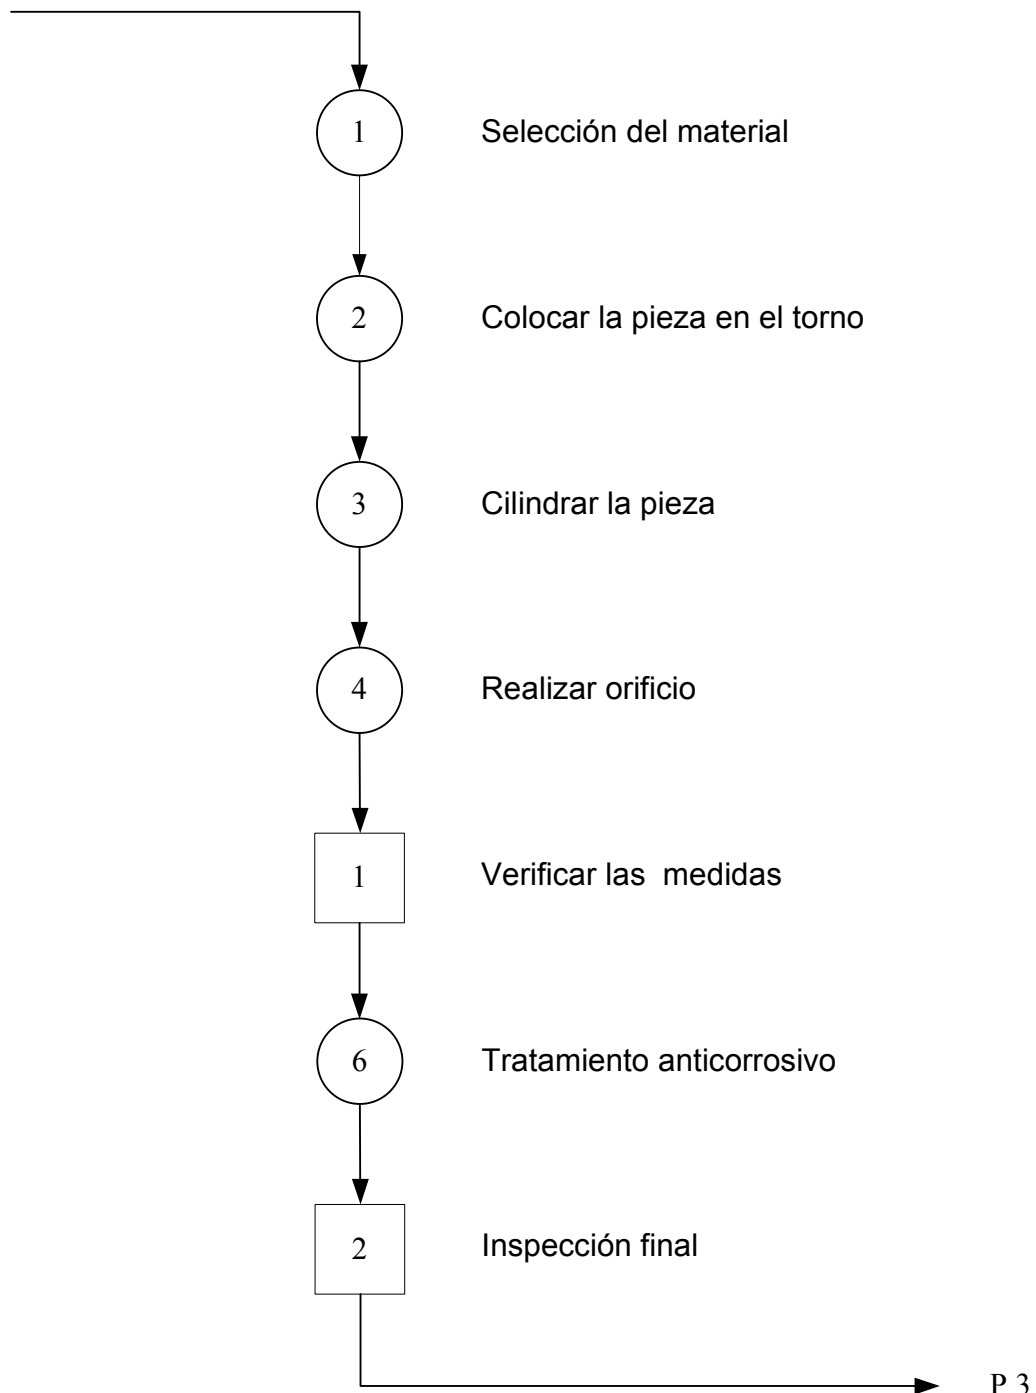 1 Selección del material
2 Colocar la pieza en el torno
3 Cilindrar la pieza
4 Realizar orificio
1 Verificar las  medidas
6 Tratamiento anticorrosivo
2 Inspección final
P 3